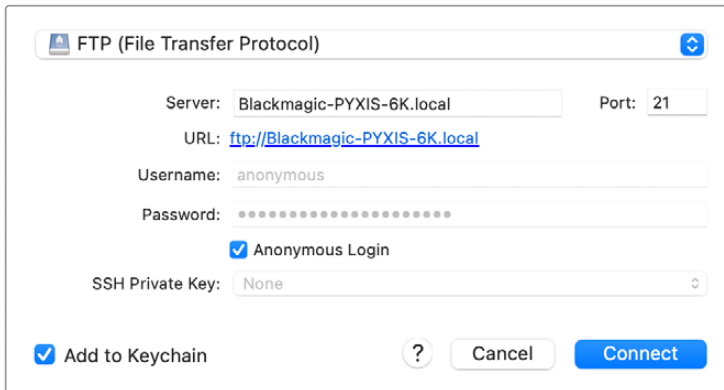 FTP (File Transfer Protocol)
Server: Blackmagic-PYXIS-6K.local Port: 21
URL: ftp://Blackmagic-PYXIS-6K.local
Username: anonymous
Password: •••••••••••••••••••••
Anonymous Login
SSH Private Key: None
Add to Keychain ? Cancel Connect